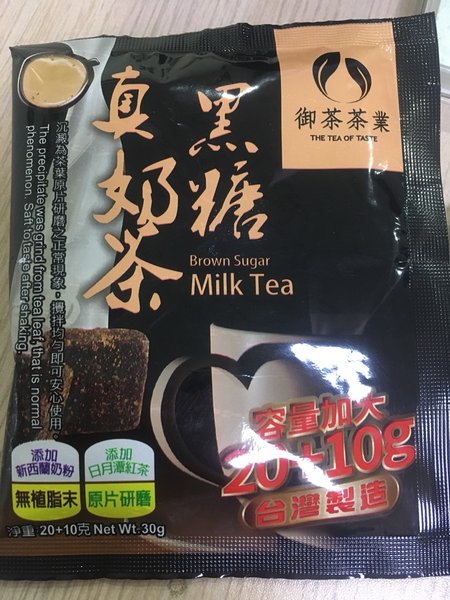 御茶茶業
THE TEA OF TASTE
黑糖
真奶茶
Brown Sugar
Milk Tea
沉澱為茶葉原片研磨之正常現象，攪拌均勻即可安心使用。
The precipitate was grind from tea leaf, that is normal
phenomenon. Saft to taste after shaking.
容量加大
20+10g
台灣製造
添加
新西蘭奶粉
無植脂末
添加
日月潭紅茶
原片研磨
淨重:20+10克 Net Wt.30g